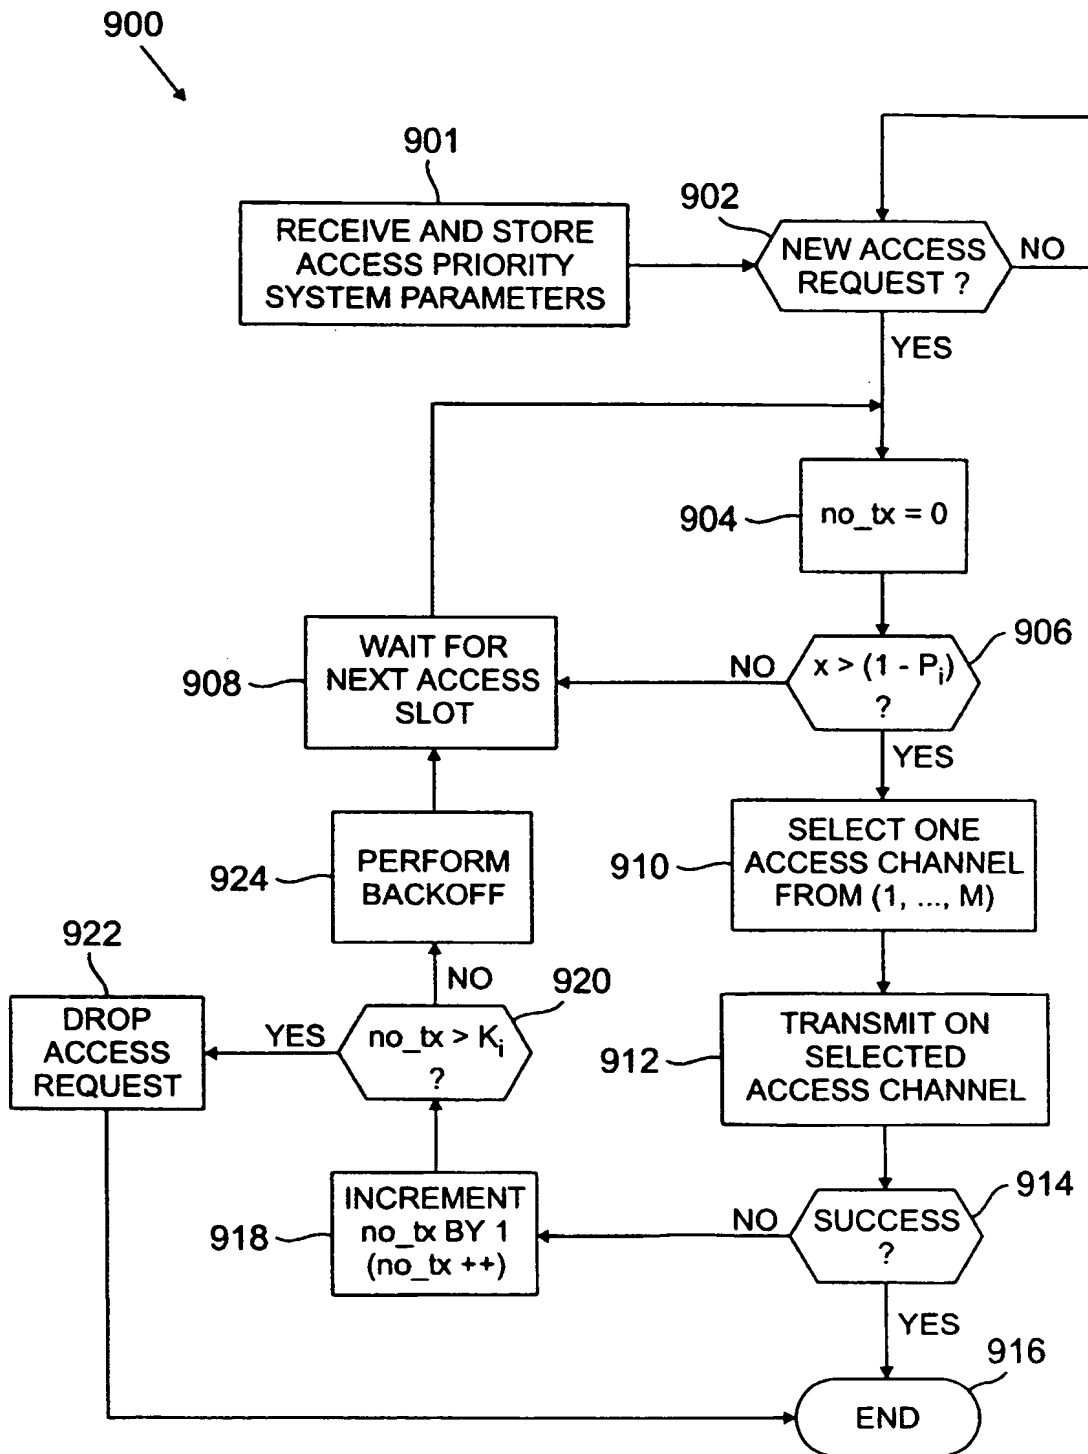 900
901
RECEIVE AND STORE
ACCESS PRIORITY
SYSTEM PARAMETERS
902
NEW ACCESS
REQUEST ?
NO
YES
904
no_tx = 0
906
x > (1 - Pi)
?
NO
YES
908
WAIT FOR
NEXT ACCESS
SLOT
910
SELECT ONE
ACCESS CHANNEL
FROM (1, ..., M)
924
PERFORM
BACKOFF
912
TRANSMIT ON
SELECTED
ACCESS CHANNEL
922
DROP
ACCESS
REQUEST
920
no_tx > Ki
?
NO
YES
914
SUCCESS
?
NO
YES
918
INCREMENT
no_tx BY 1
(no_tx ++)
916
END